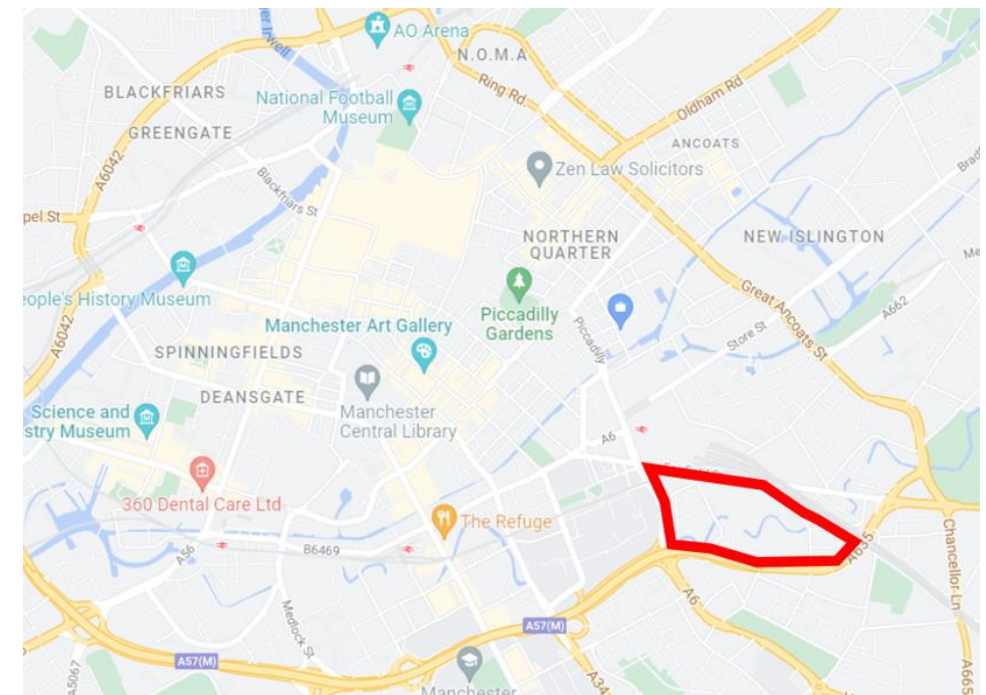 AO Arena
N.O.M.A
Ring Rd
Oldham Rd
BLACKFRIARS
National Football
Museum
GREENGATE
A6042
ANCOATS
Zen Law Solicitors
Blackfriars St
pel St
NORTHERN
QUARTER
NEW ISLINGTON
eople's History Museum
Piccadilly
Gardens
Great Ancoats St
A662
A6042
Manchester Art Gallery
Piccadilly
Store St
SPINNINGFIELDS
DEANSGATE
Manchester
Central Library
Science and
stry Museum
A6
360 Dental Care Ltd
The Refuge
A56
B6469
A635
Chancellor Ln
Medlock St
A6
A57(M)
A57(M)
A5067
A34
A665
Manchester